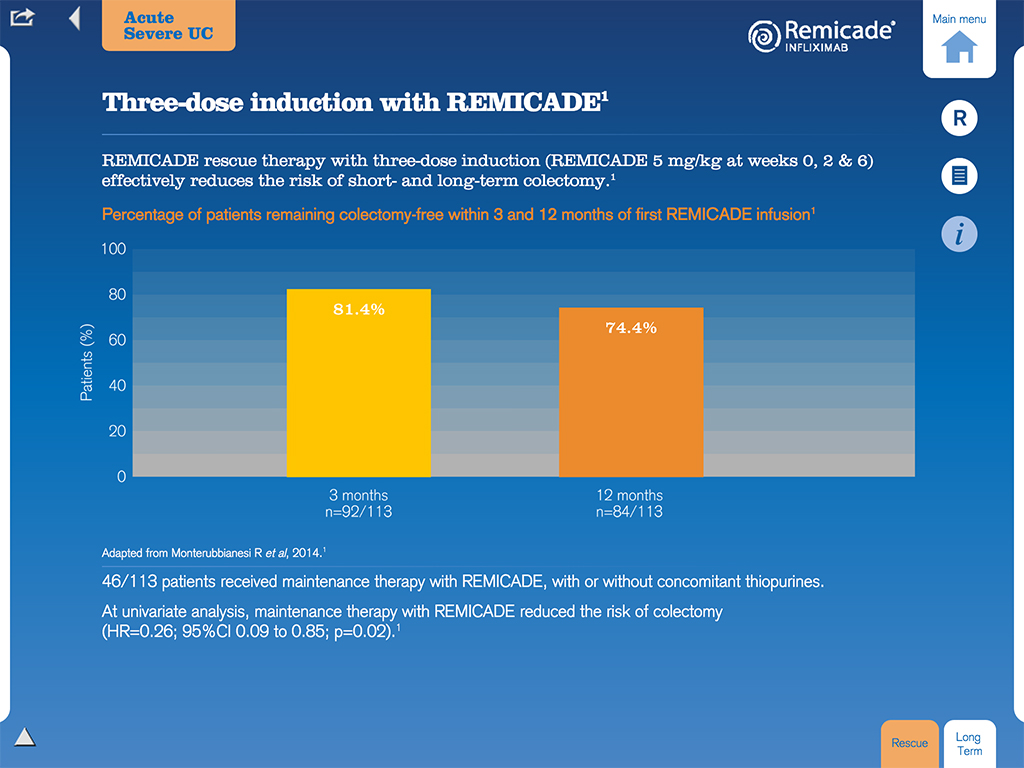 Acute
Severe UC
Remicade®
INFLIXIMAB
Main menu
Three-dose induction with REMICADE¹
R
REMICADE rescue therapy with three-dose induction (REMICADE 5 mg/kg at weeks 0, 2 & 6)
effectively reduces the risk of short- and long-term colectomy.¹
Percentage of patients remaining colectomy-free within 3 and 12 months of first REMICADE infusion¹
i
Patients (%)
100
80
60
40
20
0
81.4%
74.4%
3 months
n=92/113
12 months
n=84/113
Adapted from Monterubbianesi R et al, 2014.¹
46/113 patients received maintenance therapy with REMICADE, with or without concomitant thiopurines.
At univariate analysis, maintenance therapy with REMICADE reduced the risk of colectomy
(HR=0.26; 95%CI 0.09 to 0.85; p=0.02).¹
Rescue
Long
Term